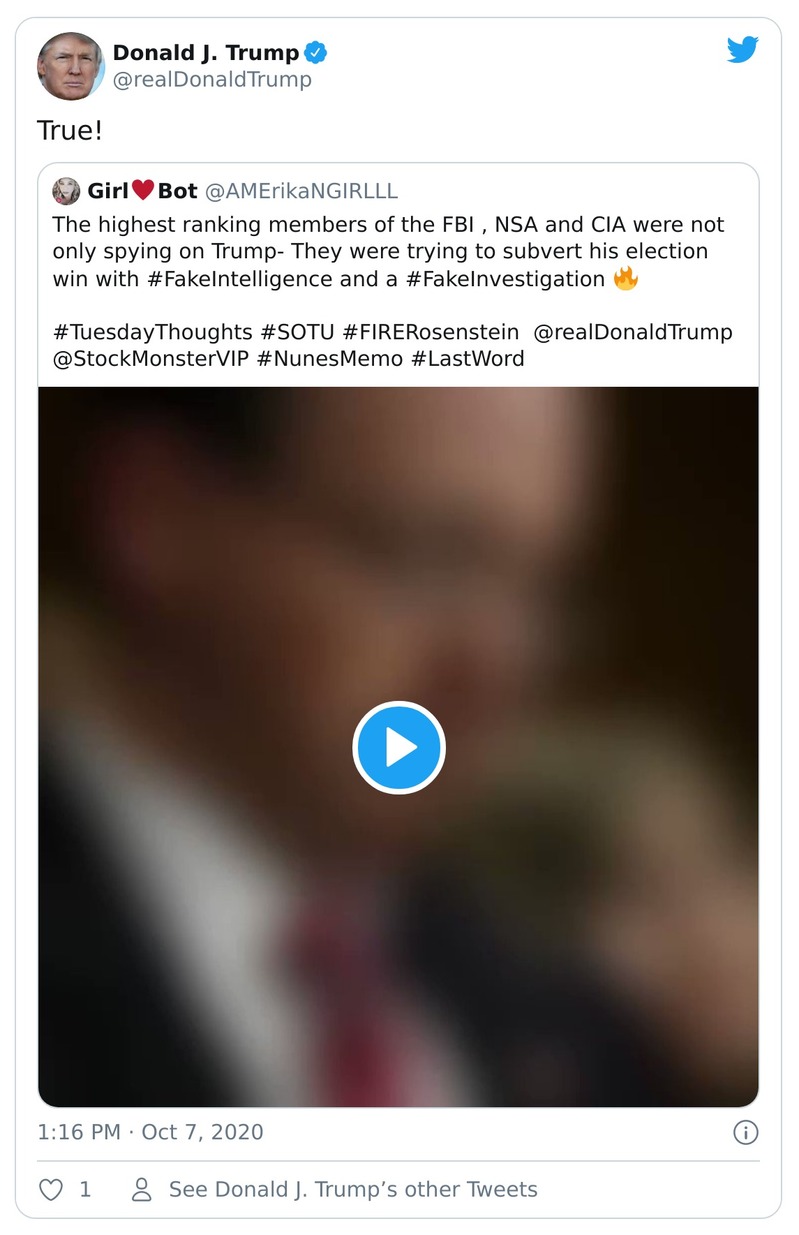 Donald J. Trump
@realDonaldTrump
True!
Girl❤️Bot @AMErikaNGIRLLL
The highest ranking members of the FBI , NSA and CIA were not
only spying on Trump- They were trying to subvert his election
win with #FakeIntelligence and a #FakeInvestigation 🔥
#TuesdayThoughts #SOTU #FIRERosenstein @realDonaldTrump
@StockMonsterVIP #NunesMemo #LastWord
1:16 PM · Oct 7, 2020
1 See Donald J. Trump’s other Tweets